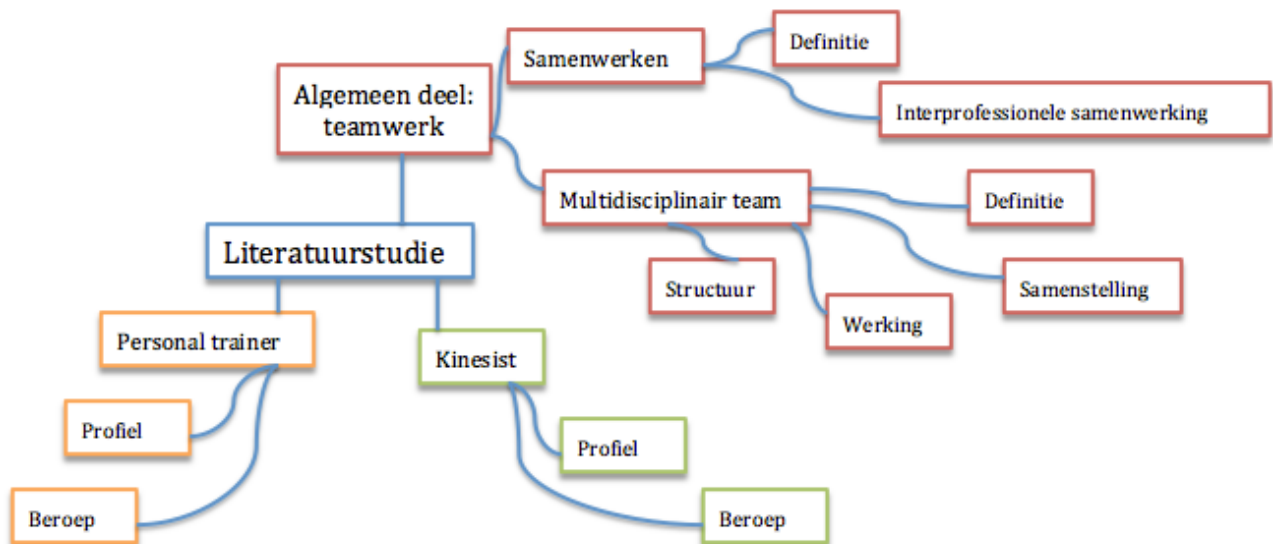 Definitie
Samenwerken
Algemeen deel:
teamwerk
Interprofessionele samenwerking
Multidisciplinair team
Definitie
Literatuurstudie
Structuur
Samenstelling
Werking
Personal trainer
Kinesist
Profiel
Profiel
Beroep
Beroep